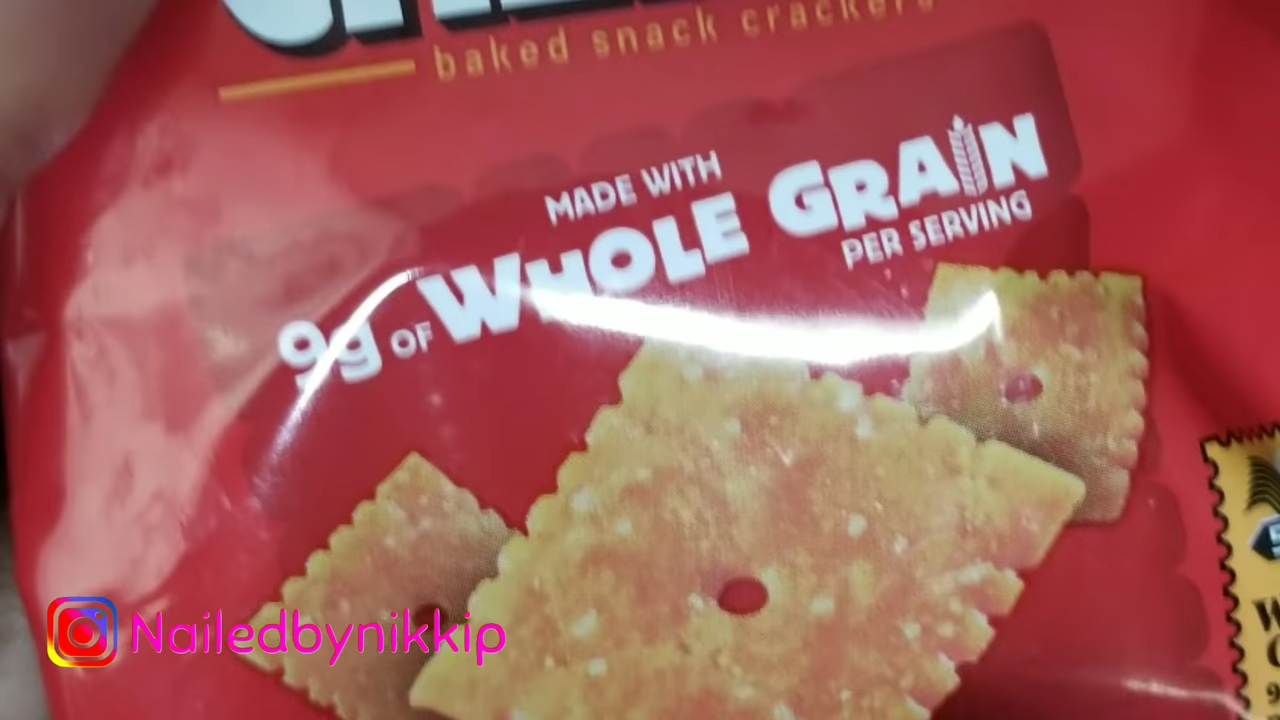 baked snack crackers
MADE WITH
9g OF WHOLE GRAIN
PER SERVING
Nailedbynikkip